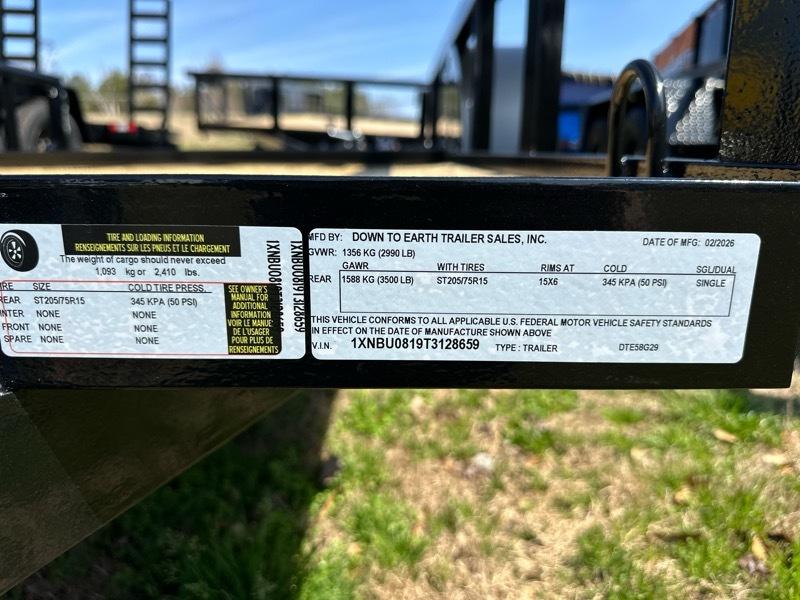 TIRE AND LOADING INFORMATION
RENSEIGNEMENTS SUR LES PNEUS ET LE CHARGEMENT
The weight of cargo should never exceed
1,093 kg or 2,410 lbs.
TIRE SIZE COLD TIRE PRESS.
REAR ST205/75R15 345 KPA (50 PSI)
INTER NONE NONE
FRONT NONE NONE
SPARE NONE NONE
SEE OWNER'S
MANUAL FOR
ADDITIONAL
INFORMATION
VOIR LE MANUEL
DE L'USAGER
POUR PLUS DE
RENSEIGNEMENTS
MFD BY: DOWN TO EARTH TRAILER SALES, INC. DATE OF MFG: 02/2026
GVWR: 1356 KG (2990 LB)
GAWR WITH TIRES RIMS AT COLD SGL/DUAL
REAR 1588 KG (3500 LB) ST205/75R15 15X6 345 KPA (50 PSI) SINGLE
THIS VEHICLE CONFORMS TO ALL APPLICABLE U.S. FEDERAL MOTOR VEHICLE SAFETY STANDARDS
IN EFFECT ON THE DATE OF MANUFACTURE SHOWN ABOVE
V.I.N. 1XNBU0819T3128659 TYPE: TRAILER DTE58G29